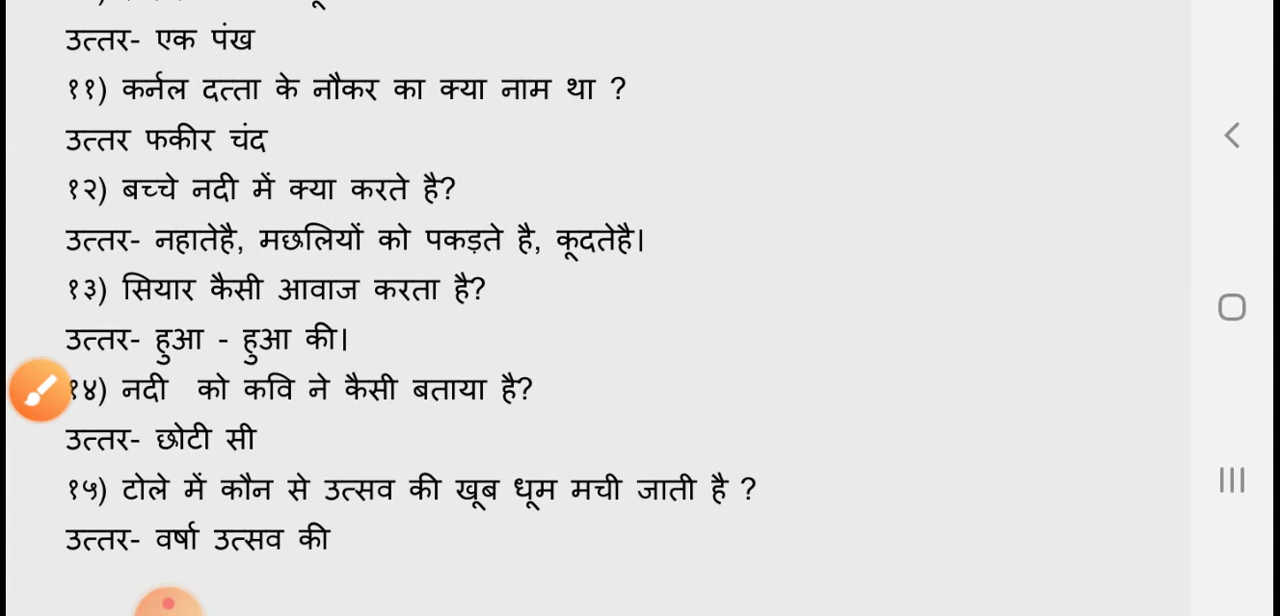 उत्तर- एक पंख
११) कर्नल दत्ता के नौकर का क्या नाम था ?
उत्तर फकीर चंद
१२) बच्चे नदी में क्या करते है?
उत्तर- नहातेहै, मछलियों को पकड़ते है, कूदतेहै।
१३) सियार कैसी आवाज करता है?
उत्तर- हुआ - हुआ की।
१४) नदी को कवि ने कैसी बताया है?
उत्तर- छोटी सी
१५) टोले में कौन से उत्सव की खूब धूम मची जाती है ?
उत्तर- वर्षा उत्सव की